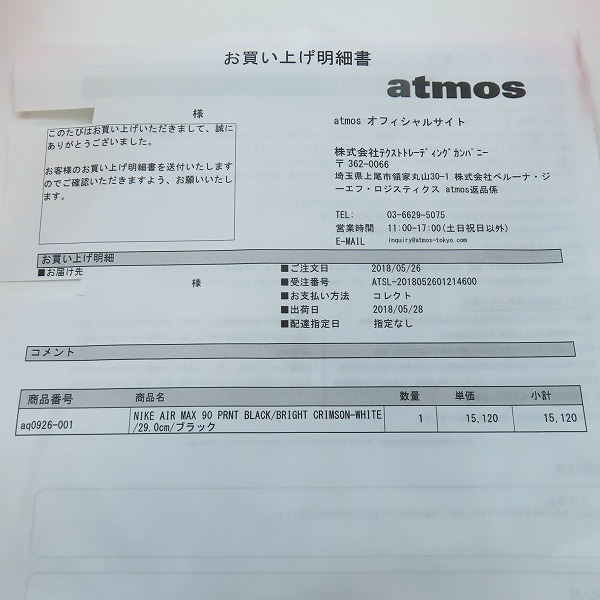 お買い上げ明細書
atmos
様
このたびはお買い上げいただきまして、誠に
ありがとうございました。
お客様のお買い上げ明細書を送付いたします
のでご確認いただきますよう、お願いいたし
ます。
atmos オフィシャルサイト
株式会社テクストトレーディングカンパニー
〒362-0066
埼玉県上尾市領家丸山30-1 株式会社ベルーナ・ジ
ーエフ・ロジスティクス atmos返品係
TEL: 03-6629-5075
営業時間 11:00-17:00(土日祝日以外)
E-MAIL inquiry@atmos-tokyo.com
お買い上げ明細
■お届け先
様
■ご注文日 2018/05/26
■受注番号 ATSL-2018052601214600
■お支払い方法 コレクト
■出荷日 2018/05/28
■配達指定日 指定なし
コメント
商品番号 商品名 数量 単価 小計
aq0926-001 NIKE AIR MAX 90 PRNT BLACK/BRIGHT CRIMSON-WHITE 1 15,120 15,120
/29.0cm/ブラック